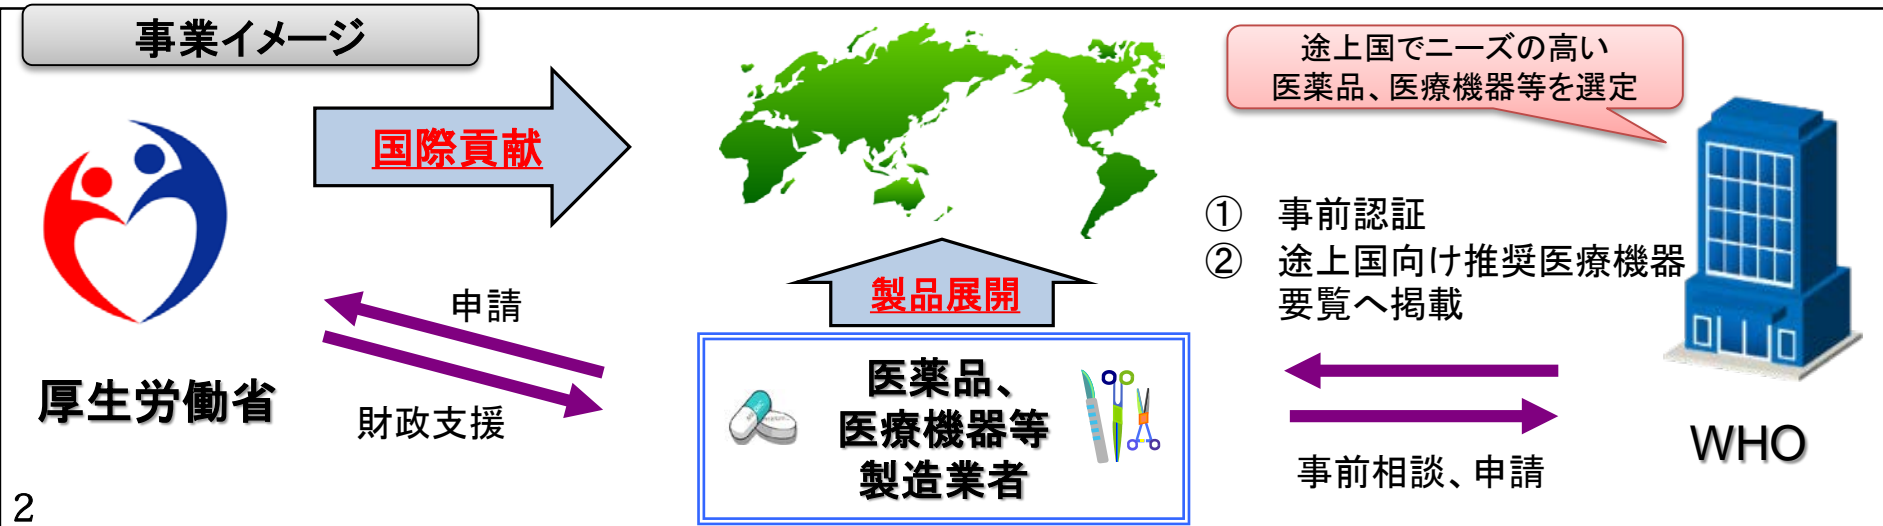 事業イメージ
国際貢献
途上国でニーズの高い
医薬品、医療機器等を選定
① 事前認証
② 途上国向け推奨医療機器
要覧へ掲載
申請
製品展開
厚生労働省
財政支援
医薬品、
医療機器等
製造業者
事前相談、申請
WHO
2